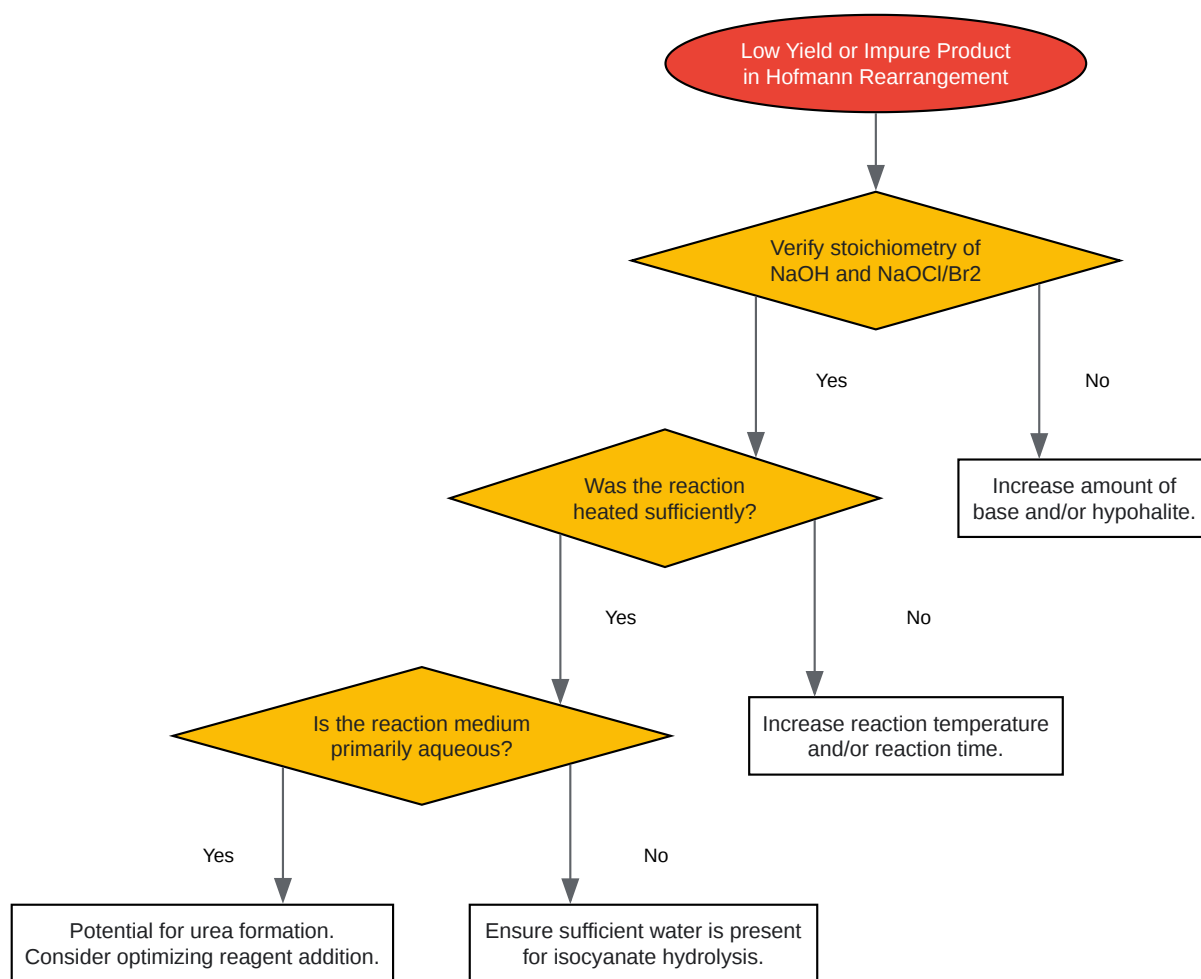 Low Yield or Impure Product
in Hofmann Rearrangement
Verify stoichiometry of
NaOH and NaOCl/Br2
Yes
No
Was the reaction
heated sufficiently?
Increase amount of
base and/or hypohalite.
Yes
No
Is the reaction medium
primarily aqueous?
Increase reaction temperature
and/or reaction time.
Yes
No
Potential for urea formation.
Consider optimizing reagent addition.
Ensure sufficient water is present
for isocyanate hydrolysis.